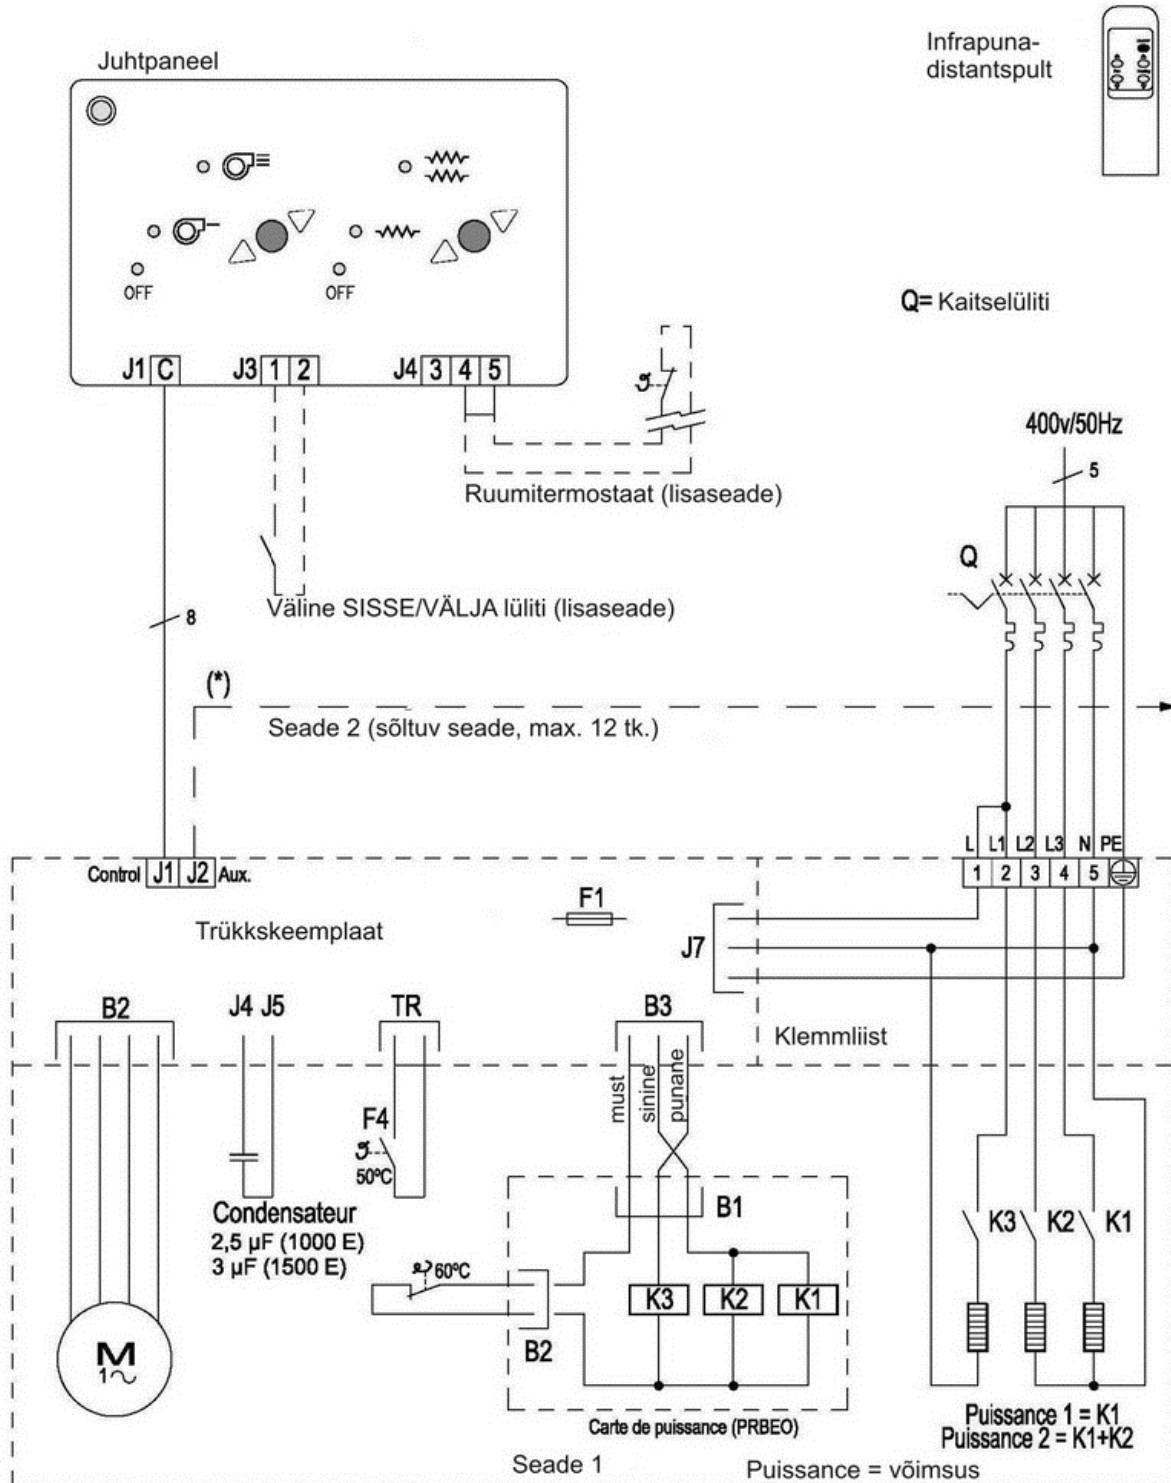 Juhtpaneel
Infrapuna-
distantspult
OFF
OFF
Q= Kaitselüliti
J1 C
J3 1 2
J4 3 4 5
400v/50Hz
5
Ruumitermostaat (lisaseade)
Q
8
Väline SISSE/VÄLJA lüliti (lisaseade)
(*)
Seade 2 (sõltuv seade, max. 12 tk.)
L L1 L2 L3 N PE
Control J1 J2 Aux.
1 2 3 4 5
F1
Trükkskeemplaat
J7
B2
J4 J5
TR
B3
Klemmliist
must
sinine
punane
F4
50ºC
B1
Condensateur
2,5 µF (1000 E)
3 µF (1500 E)
K3 K2 K1
60ºC
K3 K2 K1
B2
M
1~
Carte de puissance (PRBEO)
Puissance 1 = K1
Puissance 2 = K1+K2
Seade 1
Puissance = võimsus